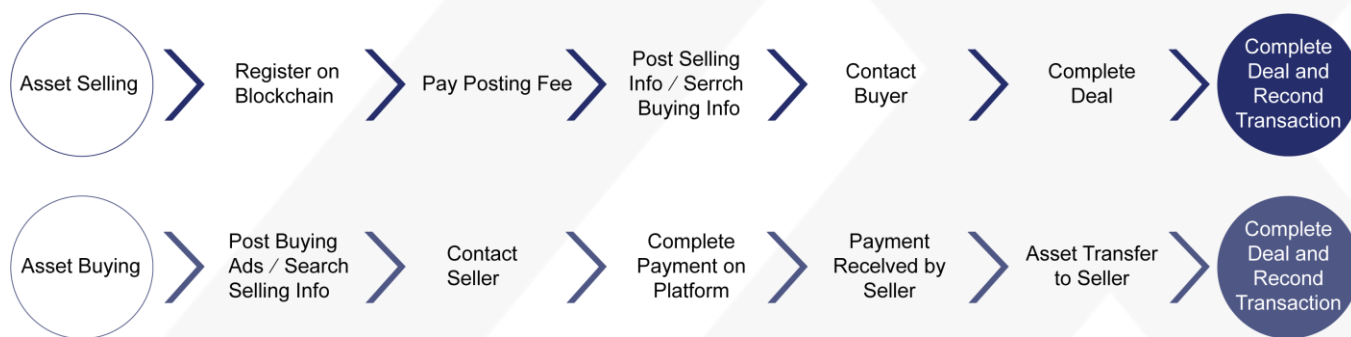 Asset Selling
Register on
Blockchain
Pay Posting Fee
Post Selling
Info / Serrch
Buying Info
Contact
Buyer
Complete
Deal
Complete
Deal and
Recond
Transaction
Asset Buying
Post Buying
Ads / Search
Selling Info
Contact
Seller
Complete
Payment on
Platform
Payment
Recelved by
Seller
Asset Transfer
to Seller
Complete
Deal and
Recond
Transaction